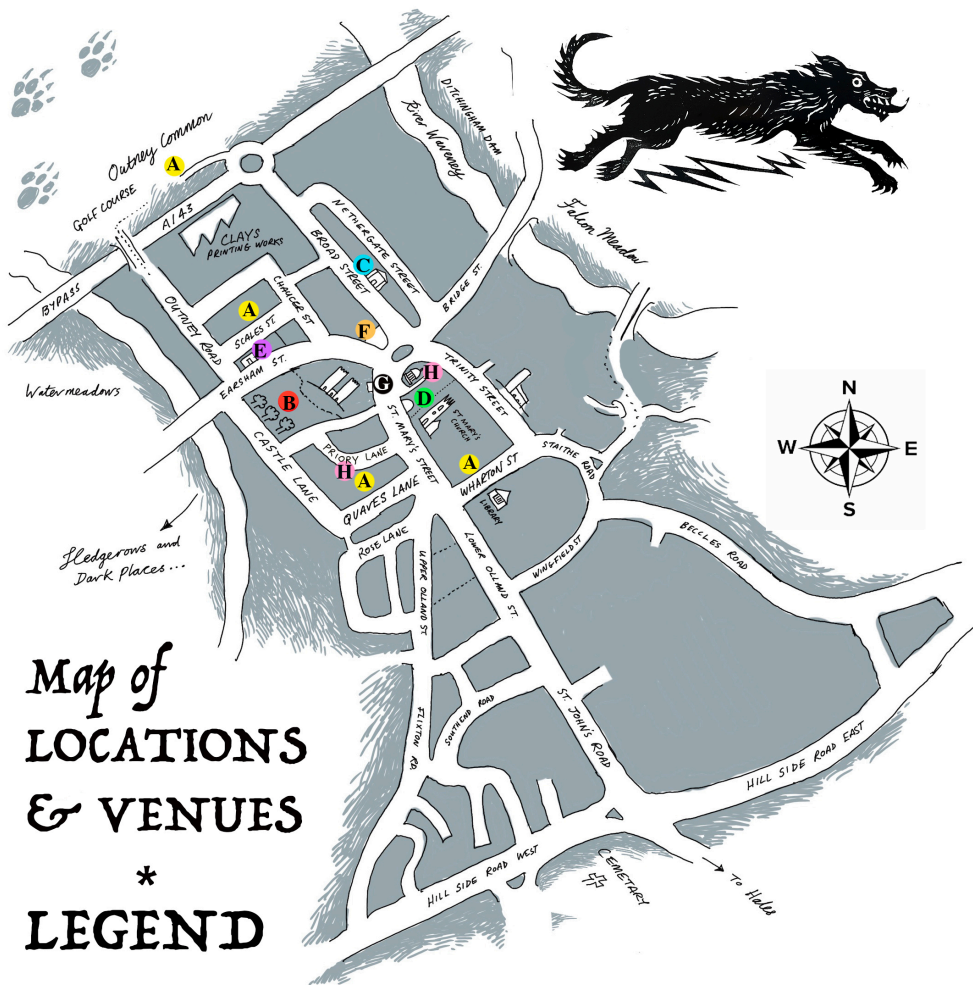 DITCHINGHAM DAM
River Waveney
Outney Common
A
GOLF COURSE
A143
CLAYS
PRINTING WORKS
NETHERGATE STREET
BROAD STREET
C
Falcon Meadow
BRIDGE ST.
BYPASS
OUTNEY ROAD
CHAUCER ST
A
SCALES ST.
E
F
EARSHAM ST.
Watermeadows
B
G
H
D
TRINITY STREET
ST MARY'S
CHURCH
ST. MARY'S STREET
PRIORY LANE
H
A
CASTLE LANE
QUAVES LANE
A
WHARTON ST
STAITHE ROAD
LIBRARY
ROSE LANE
N
W
E
S
Hedgerows and
Dark Places...
UPPER OLLAND ST.
LOWER OLLAND ST.
WINGFIELD ST
BECCLES ROAD
Map of
LOCATIONS
& VENUES
*
LEGEND
FLIXTON RD.
SOUTHEND ROAD
ST. JOHN'S ROAD
HILL SIDE ROAD EAST
HILL SIDE ROAD WEST
CEMETARY
TO Hales